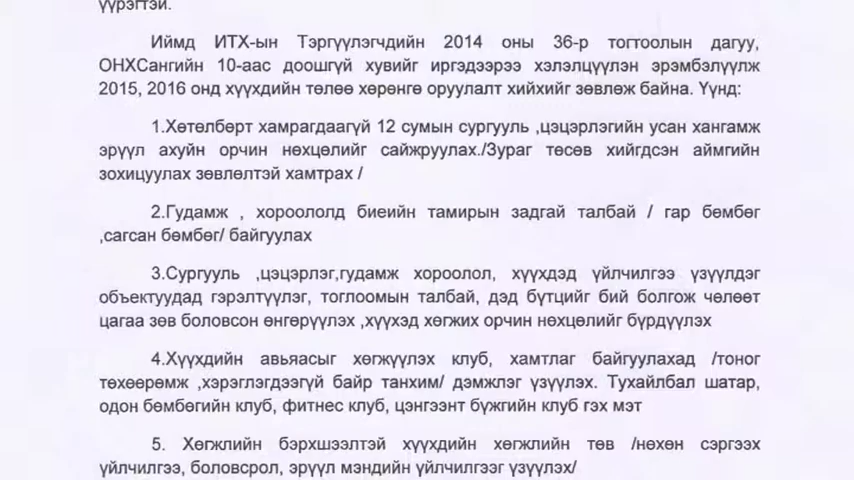 үүрэгтэй.
Иймд ИТХ-ын Тэргүүлэгчдийн 2014 оны 36-р тогтоолын дагуу,
ОНХСангийн 10-аас доошгүй хувийг иргэдээрээ хэлэлцүүлэн эрэмбэлүүлж
2015, 2016 онд хүүхдийн төлөө хөрөнгө оруулалт хийхийг зөвлөж байна. Үүнд:
1.Хөтөлбөрт хамрагдаагүй 12 сумын сургууль ,цэцэрлэгийн усан хангамж
эрүүл ахуйн орчин нөхцөлийг сайжруулах./Зураг төсөв хийгдсэн аймгийн
зохицуулах зөвлөлтэй хамтрах /
2.Гудамж , хороололд биеийн тамирын задгай талбай / гар бөмбөг
,сагсан бөмбөг/ байгуулах
3.Сургууль ,цэцэрлэг,гудамж хороолол, хүүхдэд үйлчилгээ үзүүлдэг
объектуудад гэрэлтүүлэг, тоглоомын талбай, дэд бүтцийг бий болгож чөлөөт
цагаа зөв боловсон өнгөрүүлэх ,хүүхэд хөгжих орчин нөхцөлийг бүрдүүлэх
4.Хүүхдийн авьяасыг хөгжүүлэх клуб, хамтлаг байгуулахад /тоног
төхөөрөмж ,хэрэглэгдээгүй байр танхим/ дэмжлэг үзүүлэх. Тухайлбал шатар,
одон бөмбөгийн клуб, фитнес клуб, цэнгээнт бүжгийн клуб гэх мэт
5. Хөгжлийн бэрхшээлтэй хүүхдийн хөгжлийн төв /нөхөн сэргээх
үйлчилгээ, боловсрол, эрүүл мэндийн үйлчилгээг үзүүлэх/